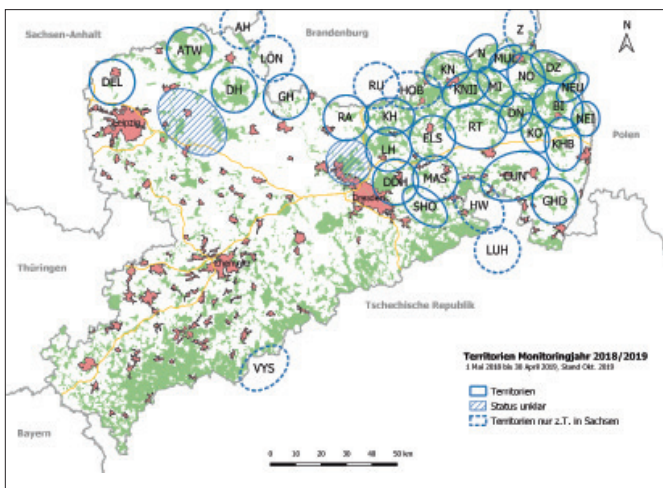 Sachsen-Anhalt
AH
Brandenburg
Z
N
ATW
LÖN
N
MUL
DEL
KN
NO
DZ
DH
GH
RU
HOB
KNII
MI
NEU
BI
Leipzig
RA
KH
RT
DN
NEI
ELS
KO
Polen
LH
KHB
DDH
MAS
CUN
Dresden
SHO
HW
GHD
LUH
Thüringen
Chemnitz
Tschechische Republik
VYS
Territorien Monitoringjahr 2018/2019
1 Mai 2018 bis 30 April 2019, Stand Okt. 2019
Territorien
Status unklar
Territorien nur z.T. in Sachsen
Bayern
0 10 20 30 40 50 km